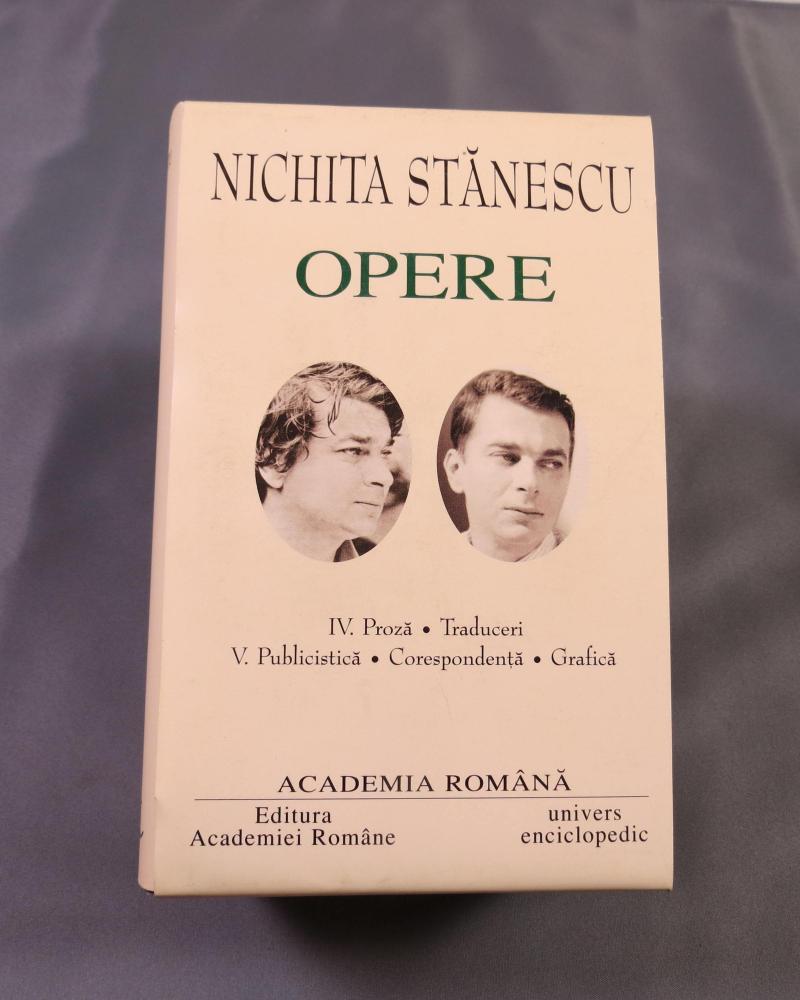 NICHITA STĂNESCU
OPERE
IV. Proză • Traduceri
V. Publicistică • Corespondență • Grafică
ACADEMIA ROMÂNĂ
Editura
Academiei Române
univers
enciclopedic